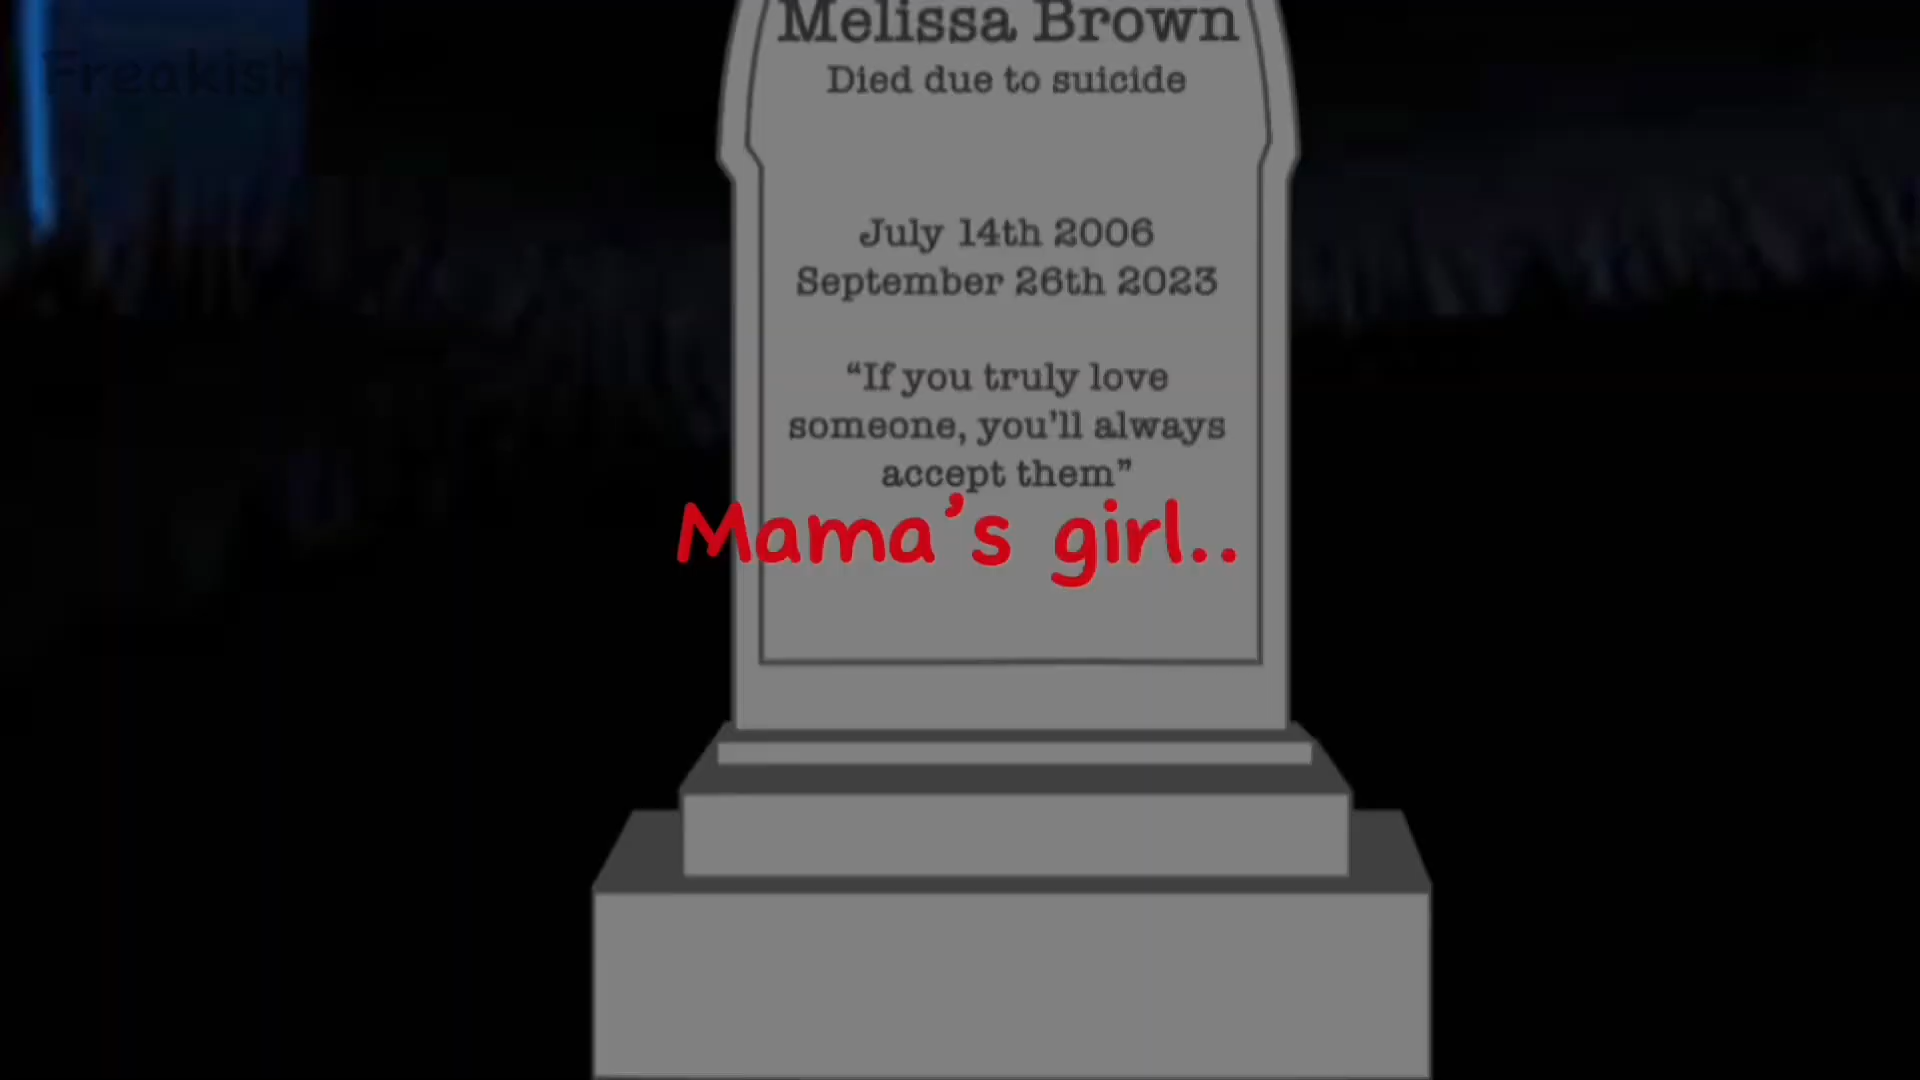 Melissa Brown
Freakish
Died due to suicide
July 14th 2006
September 26th 2023
“If you truly love
someone, you’ll always
accept them”
Mama’s girl..